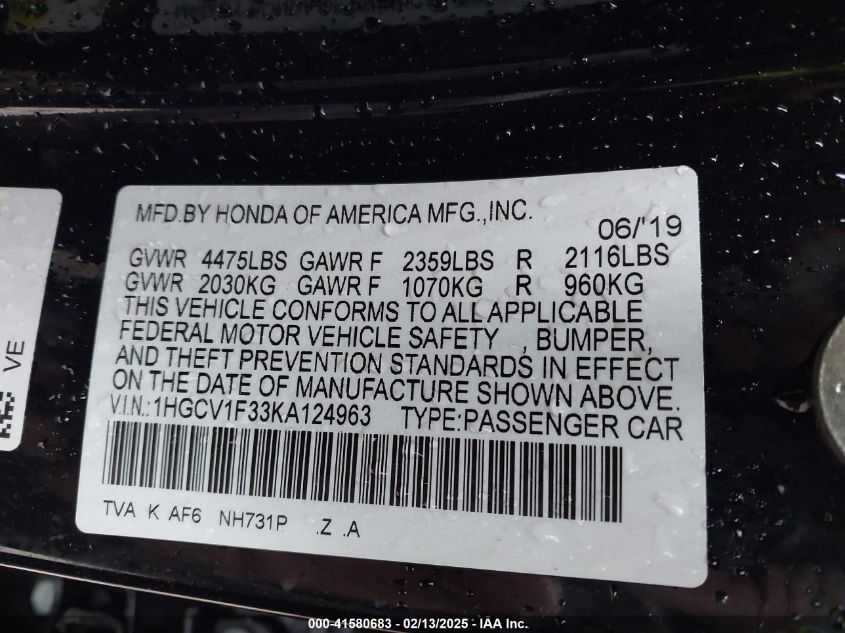 MFD.BY HONDA OF AMERICA MFG.,INC.
06/'19
GVWR 4475LBS GAWR F 2359LBS R 2116LBS
GVWR 2030KG GAWR F 1070KG R 960KG
THIS VEHICLE CONFORMS TO ALL APPLICABLE
FEDERAL MOTOR VEHICLE SAFETY , BUMPER,
AND THEFT PREVENTION STANDARDS IN EFFECT
ON THE DATE OF MANUFACTURE SHOWN ABOVE.
V.I.N.:1HGCV1F33KA124963 TYPE:PASSENGER CAR
TVA K AF6 NH731P .Z .A
VE
000-41580683 - 02/13/2025 - IAA Inc.